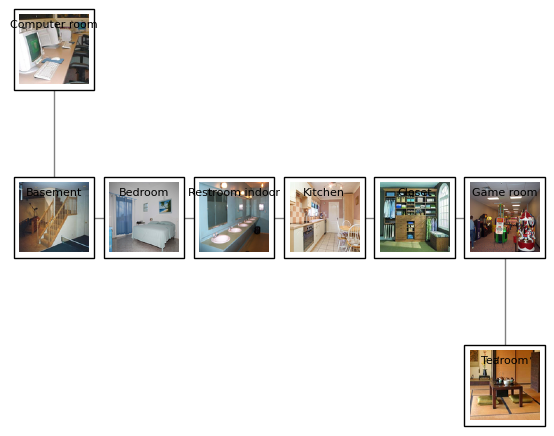 Computer room
Basement
Bedroom
Restroom indoor
Kitchen
Closet
Game room
Tearoom